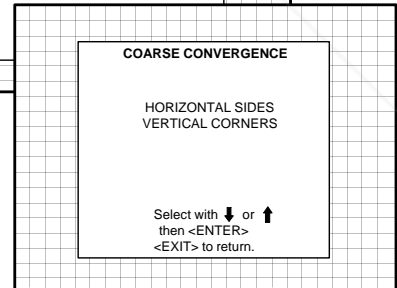 COARSE CONVERGENCE
HORIZONTAL SIDES
VERTICAL CORNERS
Select with ⬇ or ⬆
then <ENTER>
<EXIT> to return.